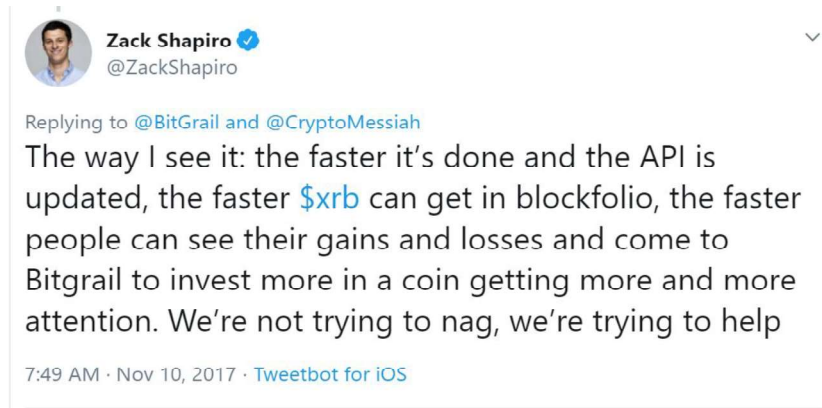 Zack Shapiro
@ZackShapiro
Replying to @BitGrail and @CryptoMessiah
The way I see it: the faster it’s done and the API is
updated, the faster $xrb can get in blockfolio, the faster
people can see their gains and losses and come to
Bitgrail to invest more in a coin getting more and more
attention. We’re not trying to nag, we’re trying to help
7:49 AM · Nov 10, 2017 · Tweetbot for iOS